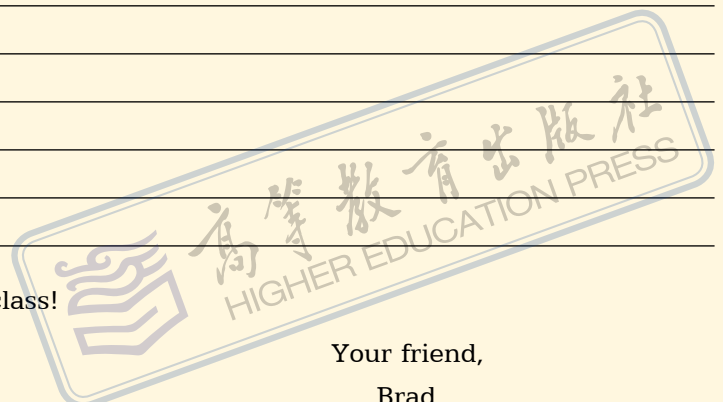 高等教育出版社
HIGHER EDUCATION PRESS
class!
Your friend,
Brad